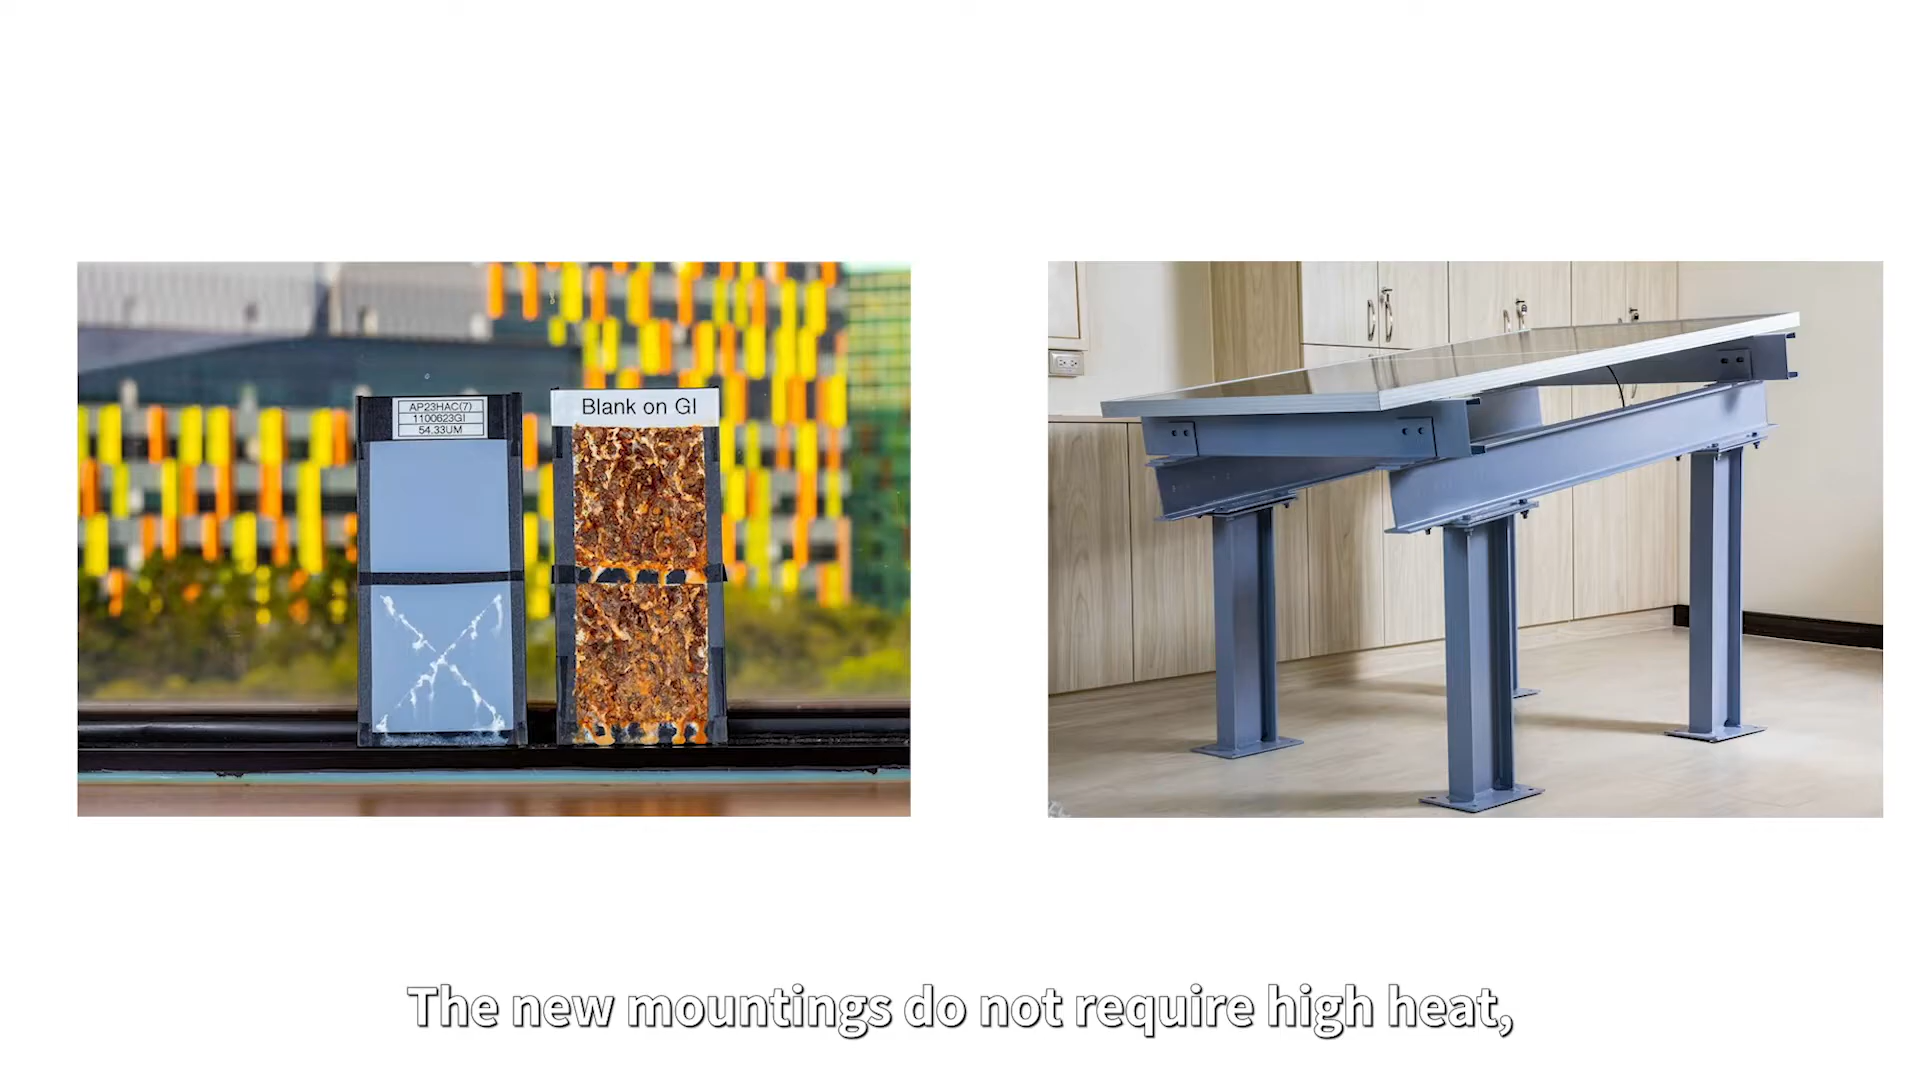 AP23HAC(7)
1100623GI
54.33UM
Blank on GI
The new mountings do not require high heat,